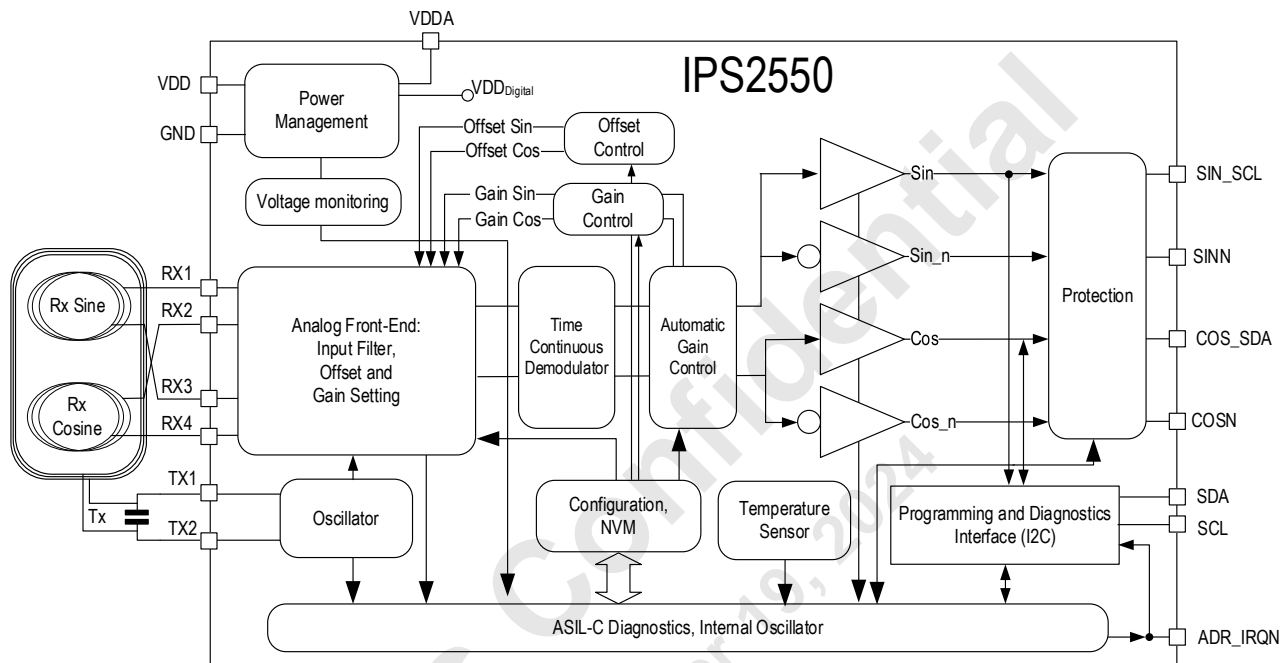 VDDA
IPS2550
VDD
GND
Power
Management
VDDDigital
Voltage monitoring
Offset Sin
Offset Cos
Offset
Control
Gain Sin
Gain Cos
Gain
Control
Sin
Sin_n
Cos
Cos_n
Protection
SIN_SCL
SINN
COS_SDA
COSN
Rx Sine
Rx
Cosine
RX1
RX2
RX3
RX4
Analog Front-End:
Input Filter,
Offset and
Gain Setting
Time
Continuous
Demodulator
Automatic
Gain
Control
Tx
TX1
TX2
Oscillator
Configuration,
NVM
Temperature
Sensor
Programming and Diagnostics
Interface (I2C)
SDA
SCL
ASIL-C Diagnostics, Internal Oscillator
ADR_IRQN
Confidential
19, 2024